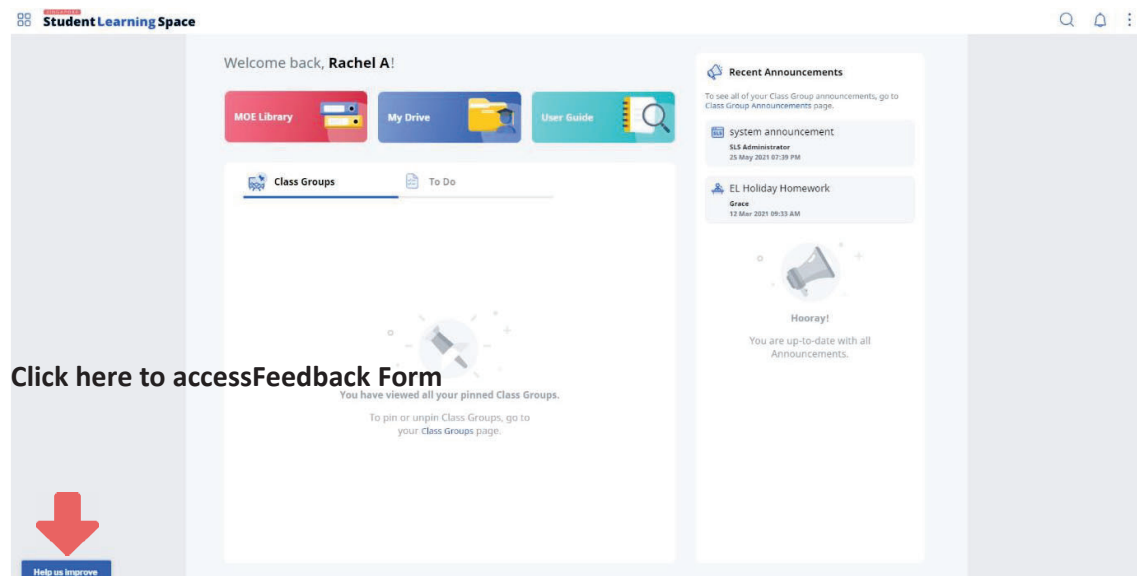 SINGAPORE
Student Learning Space
Welcome back, Rachel A!
MOE Library
My Drive
User Guide
Class Groups
To Do
You have viewed all your pinned Class Groups.
To pin or unpin Class Groups, go to
your Class Groups page.
Recent Announcements
To see all of your Class Group announcements, go to
Class Group Announcements page.
system announcement
SLS Administrator
25 May 2021 07:39 PM
EL Holiday Homework
Grace
12 Mar 2021 09:33 AM
Hooray!
You are up-to-date with all
Announcements.
Click here to accessFeedback Form
Help us improve